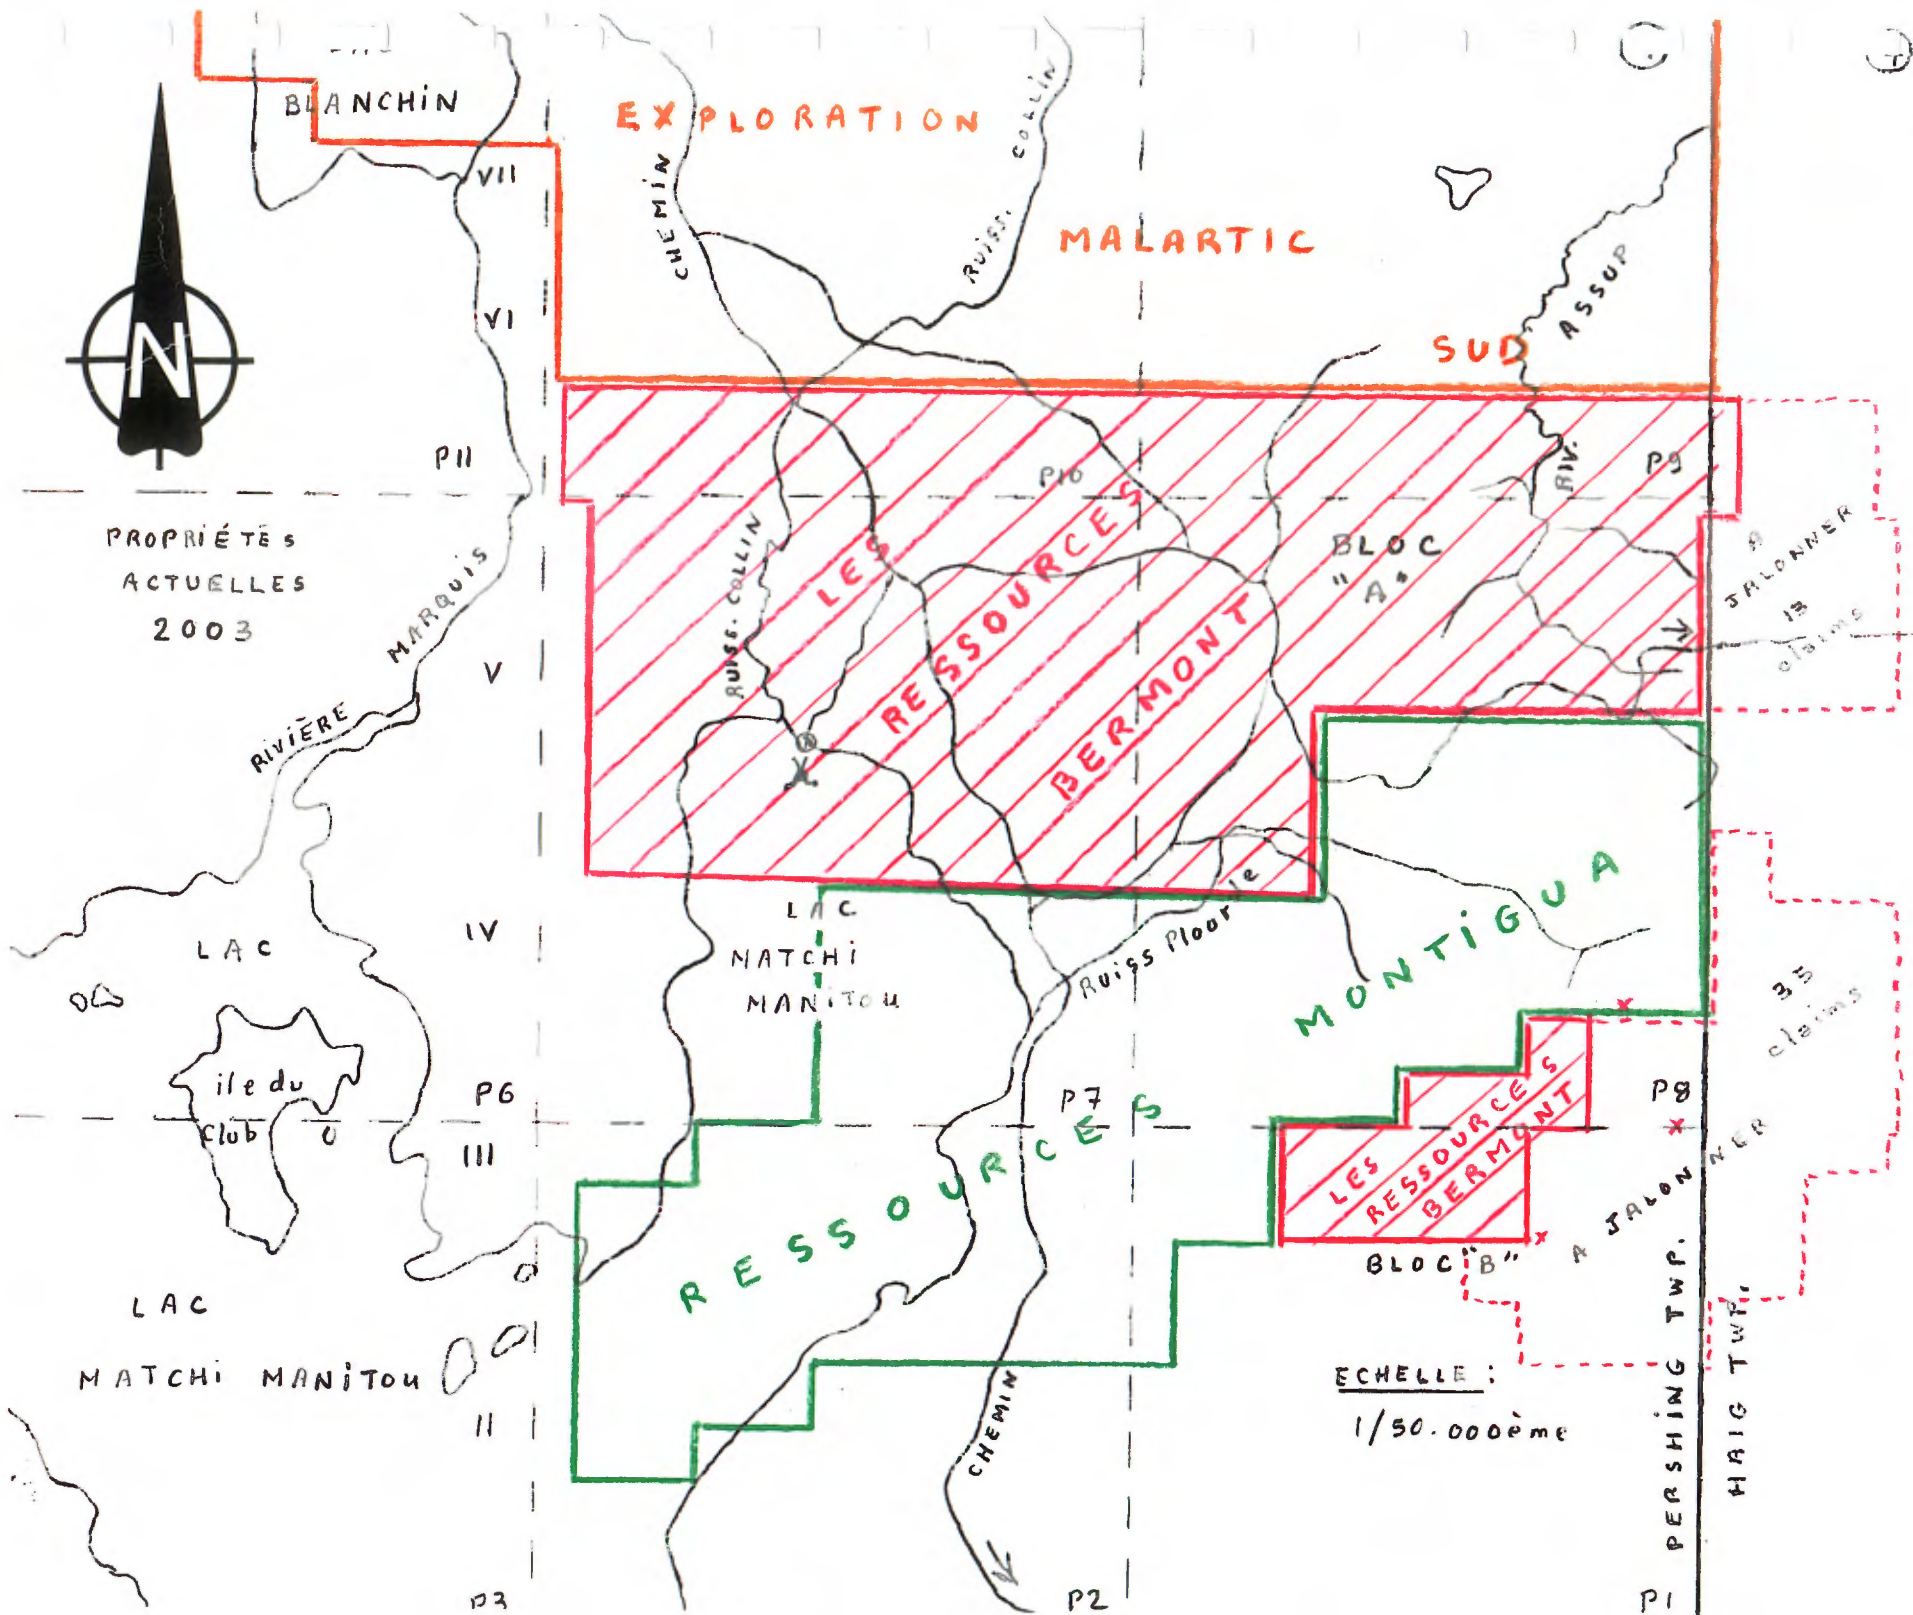 BLANCHiN
EXPLORATION
MALARTIC
SUD
CHEMiN
RUISS. COLLIN
RIV. ASSUP
VII
VI
N
P11
P10
P9
PROPRIÉTÉS
ACTUELLES
2003
RIVIÈRE MARQUIS
V
RUISS. COLLIN
LES
RESSOURCES
BERMONT
BLOC
"A"
A
JALONNER
13
claims
IV
LAC
MATCHi
MANiTOU
LAC
RUISS Plourde
MONTiGUA
35
claims
ile du
Club
P6
P7
P8
III
RESSOURCES
LES
RESSOURCES
BERMONT
BLOC "B"
A JALONNER
LAC
MATCHi MANiTOU
II
CHEMIN
ECHELLE :
1/50.000ème
PERSHiNG TWP.
HAIG TWP.
P3
P2
P1